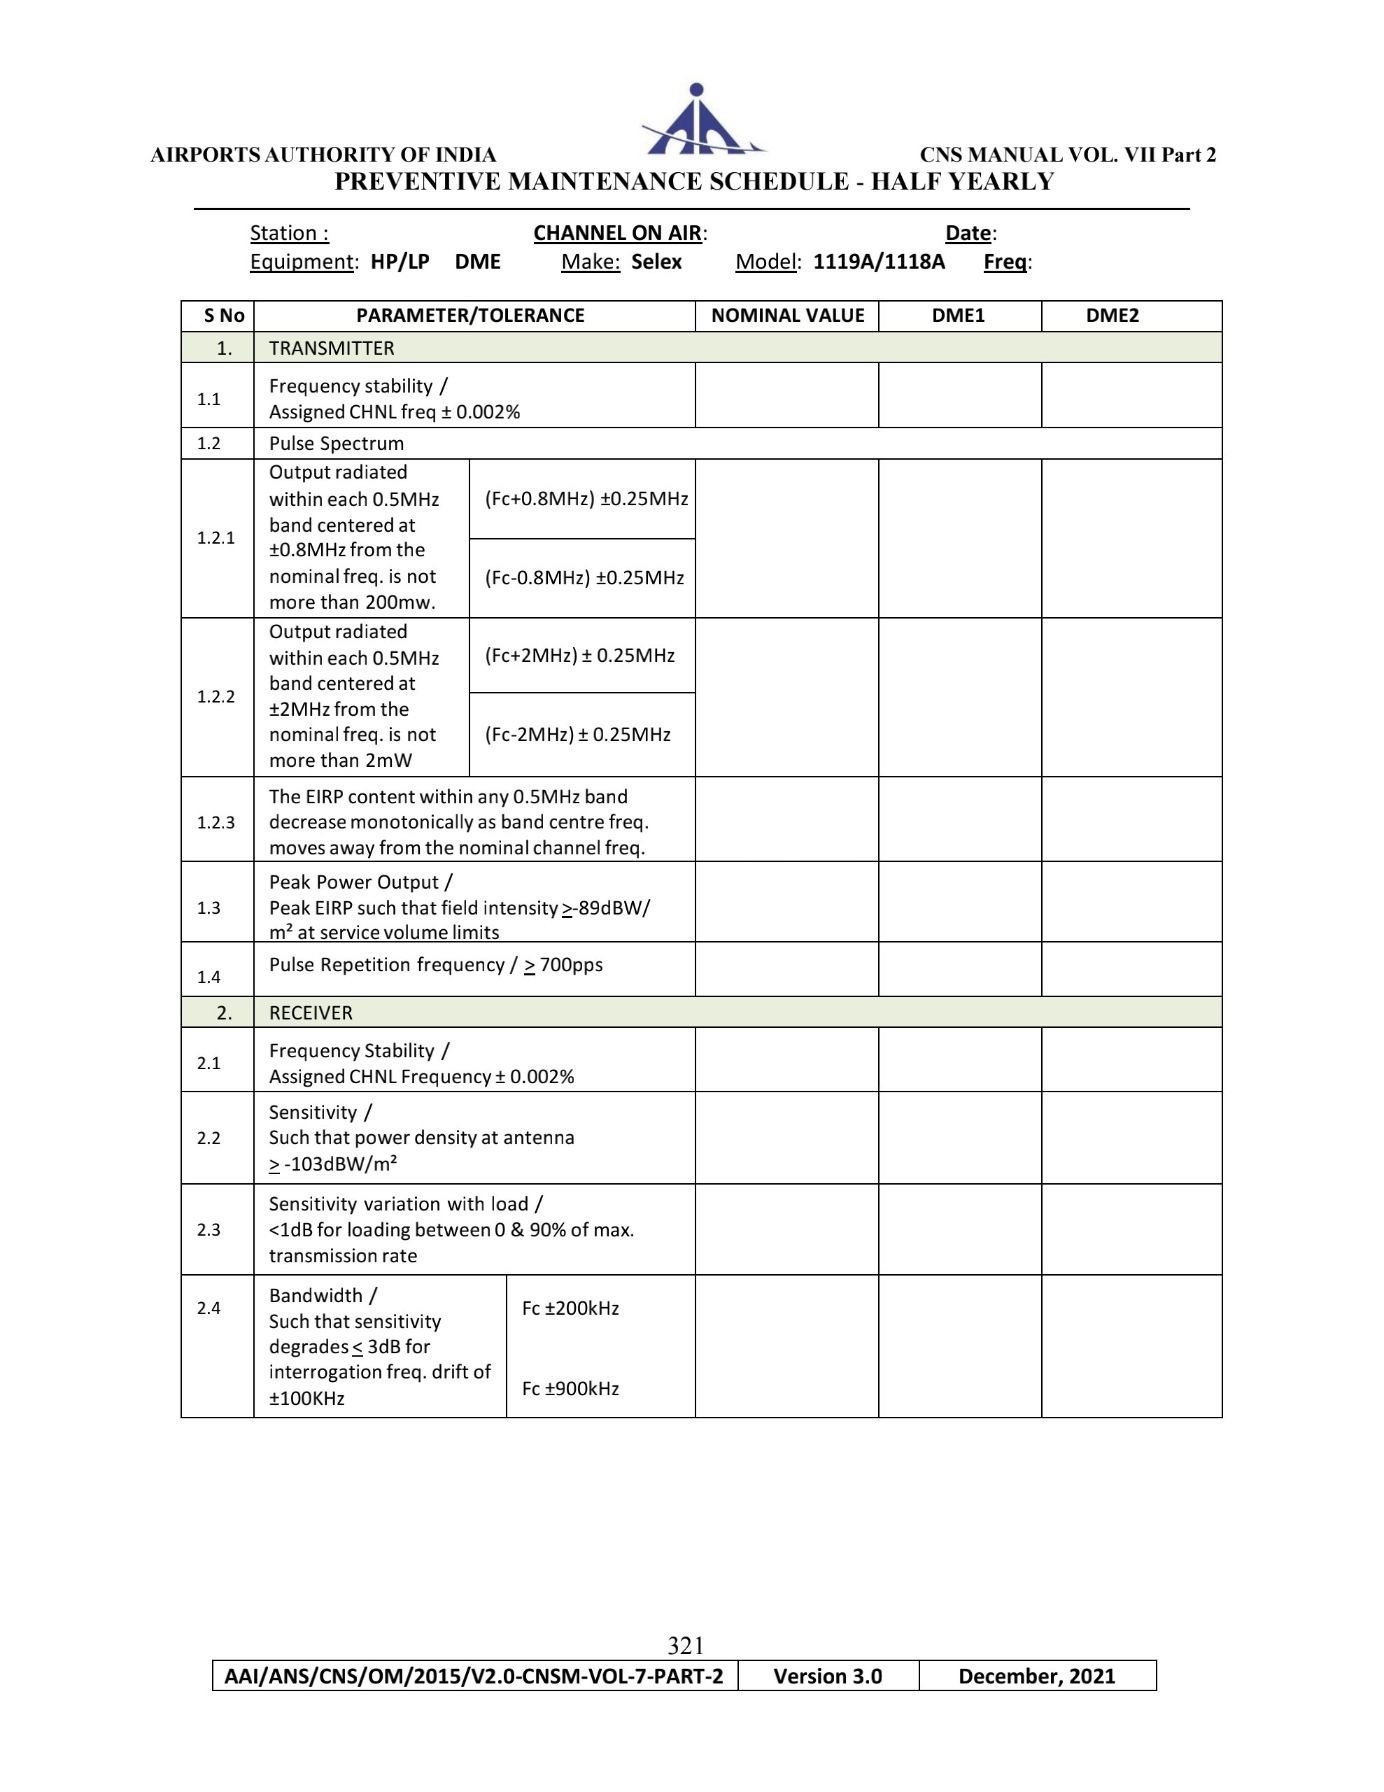 AIRPORTS AUTHORITY OF INDIA CNS MANUAL VOL. VII Part 2
PREVENTIVE MAINTENANCE SCHEDULE - HALF YEARLY
Station : CHANNEL ON AIR: Date:
Equipment: HP/LP DME Make: Selex Model: 1119A/1118A Freq:
S No PARAMETER/TOLERANCE NOMINAL VALUE DME1 DME2
1. TRANSMITTER
1.1
Frequency stability /
Assigned CHNL freq ± 0.002%
1.2 Pulse Spectrum
1.2.1
Output radiated
within each 0.5MHz
band centered at
±0.8MHz from the
nominal freq. is not
more than 200mw.
(Fc+0.8MHz) ±0.25MHz
(Fc-0.8MHz) ±0.25MHz
1.2.2
Output radiated
within each 0.5MHz
band centered at
±2MHz from the
nominal freq. is not
more than 2mW
(Fc+2MHz) ± 0.25MHz
(Fc-2MHz) ± 0.25MHz
1.2.3
The EIRP content within any 0.5MHz band
decrease monotonically as band centre freq.
moves away from the nominal channel freq.
1.3
Peak Power Output /
Peak EIRP such that field intensity ≥-89dBW/
m² at service volume limits
1.4
Pulse Repetition frequency / ≥ 700pps
2. RECEIVER
2.1
Frequency Stability /
Assigned CHNL Frequency ± 0.002%
2.2
Sensitivity /
Such that power density at antenna
≥ -103dBW/m²
2.3
Sensitivity variation with load /
<1dB for loading between 0 & 90% of max.
transmission rate
2.4
Bandwidth /
Such that sensitivity
degrades ≤ 3dB for
interrogation freq. drift of
±100KHz
Fc ±200kHz
Fc ±900kHz
321
AAI/ANS/CNS/OM/2015/V2.0-CNSM-VOL-7-PART-2 Version 3.0 December, 2021